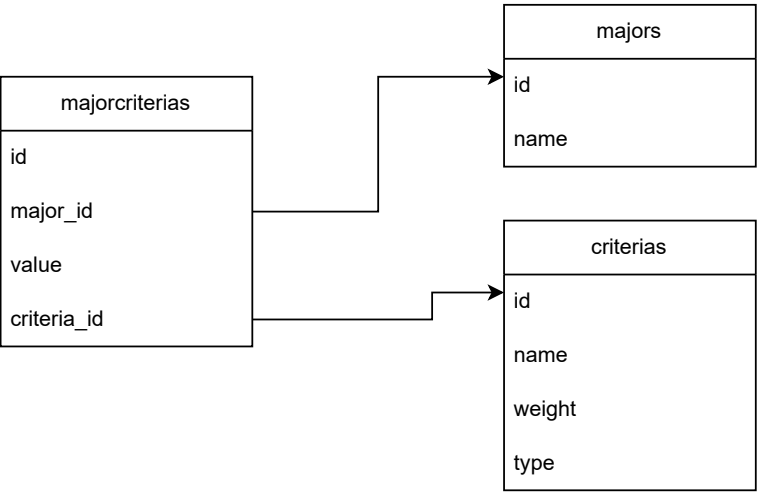 majorcriterias
id
major_id
value
criteria_id
majors
id
name
criterias
id
name
weight
type